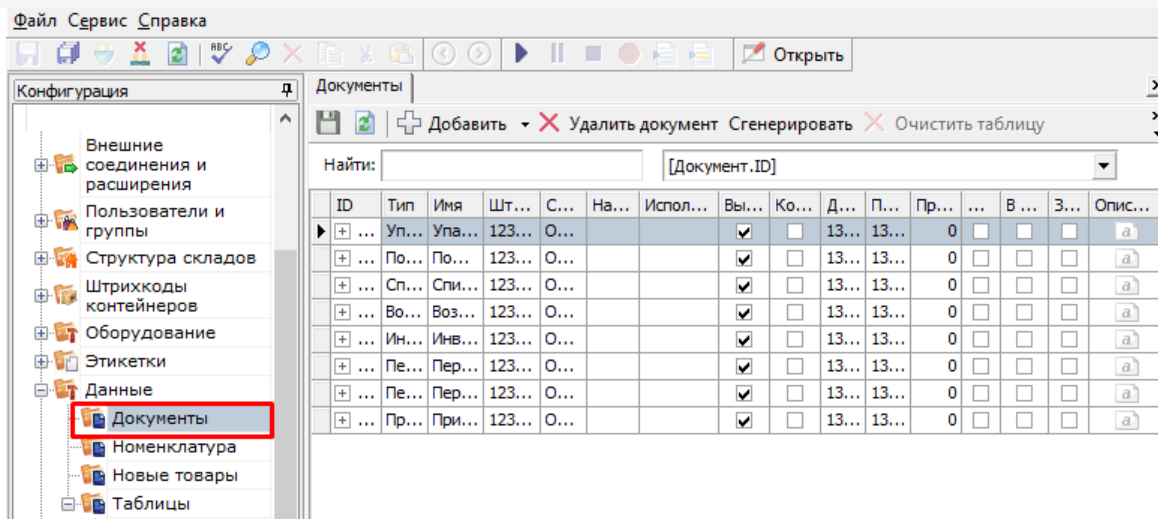 Файл Сервис Справка
ABC
Открыть
Конфигурация
Документы
Внешние
соединения и
расширения
Пользователи и
группы
Структура складов
Штрихкоды
контейнеров
Оборудование
Этикетки
Данные
Документы
Номенклатура
Новые товары
Таблицы
Добавить Удалить документ Сгенерировать Очистить таблицу
Найти: [Документ.ID]
ID Тип Имя Шт... С... На... Испол... Вы... Ко... Д... П... Пр... ... В ... З... Опис...
... Уп... Упа... 123... О... 13... 13... 0 a
... По... По... 123... О... 13... 13... 0 a
... Сп... Спи... 123... О... 13... 13... 0 a
... Во... Воз... 123... О... 13... 13... 0 a
... Ин... Инв... 123... О... 13... 13... 0 a
... Пе... Пер... 123... О... 13... 13... 0 a
... Пе... Пер... 123... О... 13... 13... 0 a
... Пр... При... 123... О... 13... 13... 0 a